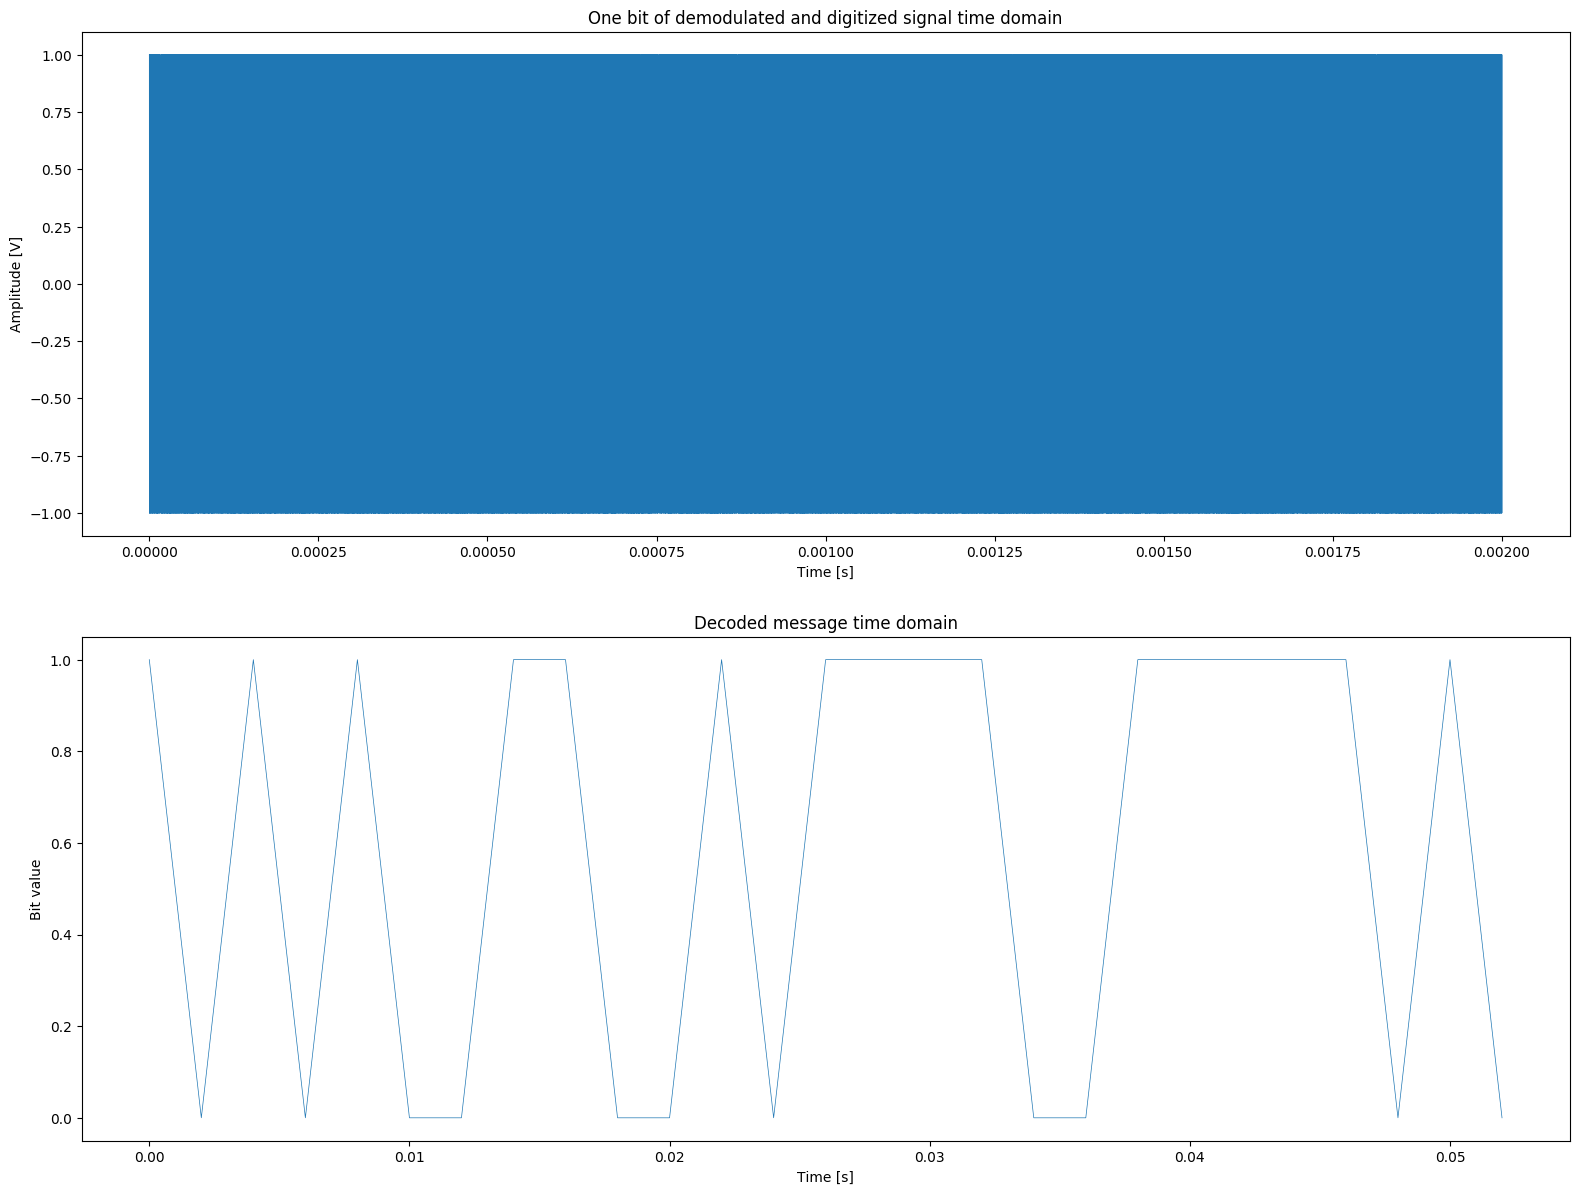 One bit of demodulated and digitized signal time domain
1.00
0.75
0.50
0.25
0.00
−0.25
−0.50
−0.75
−1.00
Amplitude [V]
0.00000 0.00025 0.00050 0.00075 0.00100 0.00125 0.00150 0.00175 0.00200
Time [s]
Decoded message time domain
1.0
0.8
0.6
0.4
0.2
0.0
Bit value
0.00 0.01 0.02 0.03 0.04 0.05
Time [s]